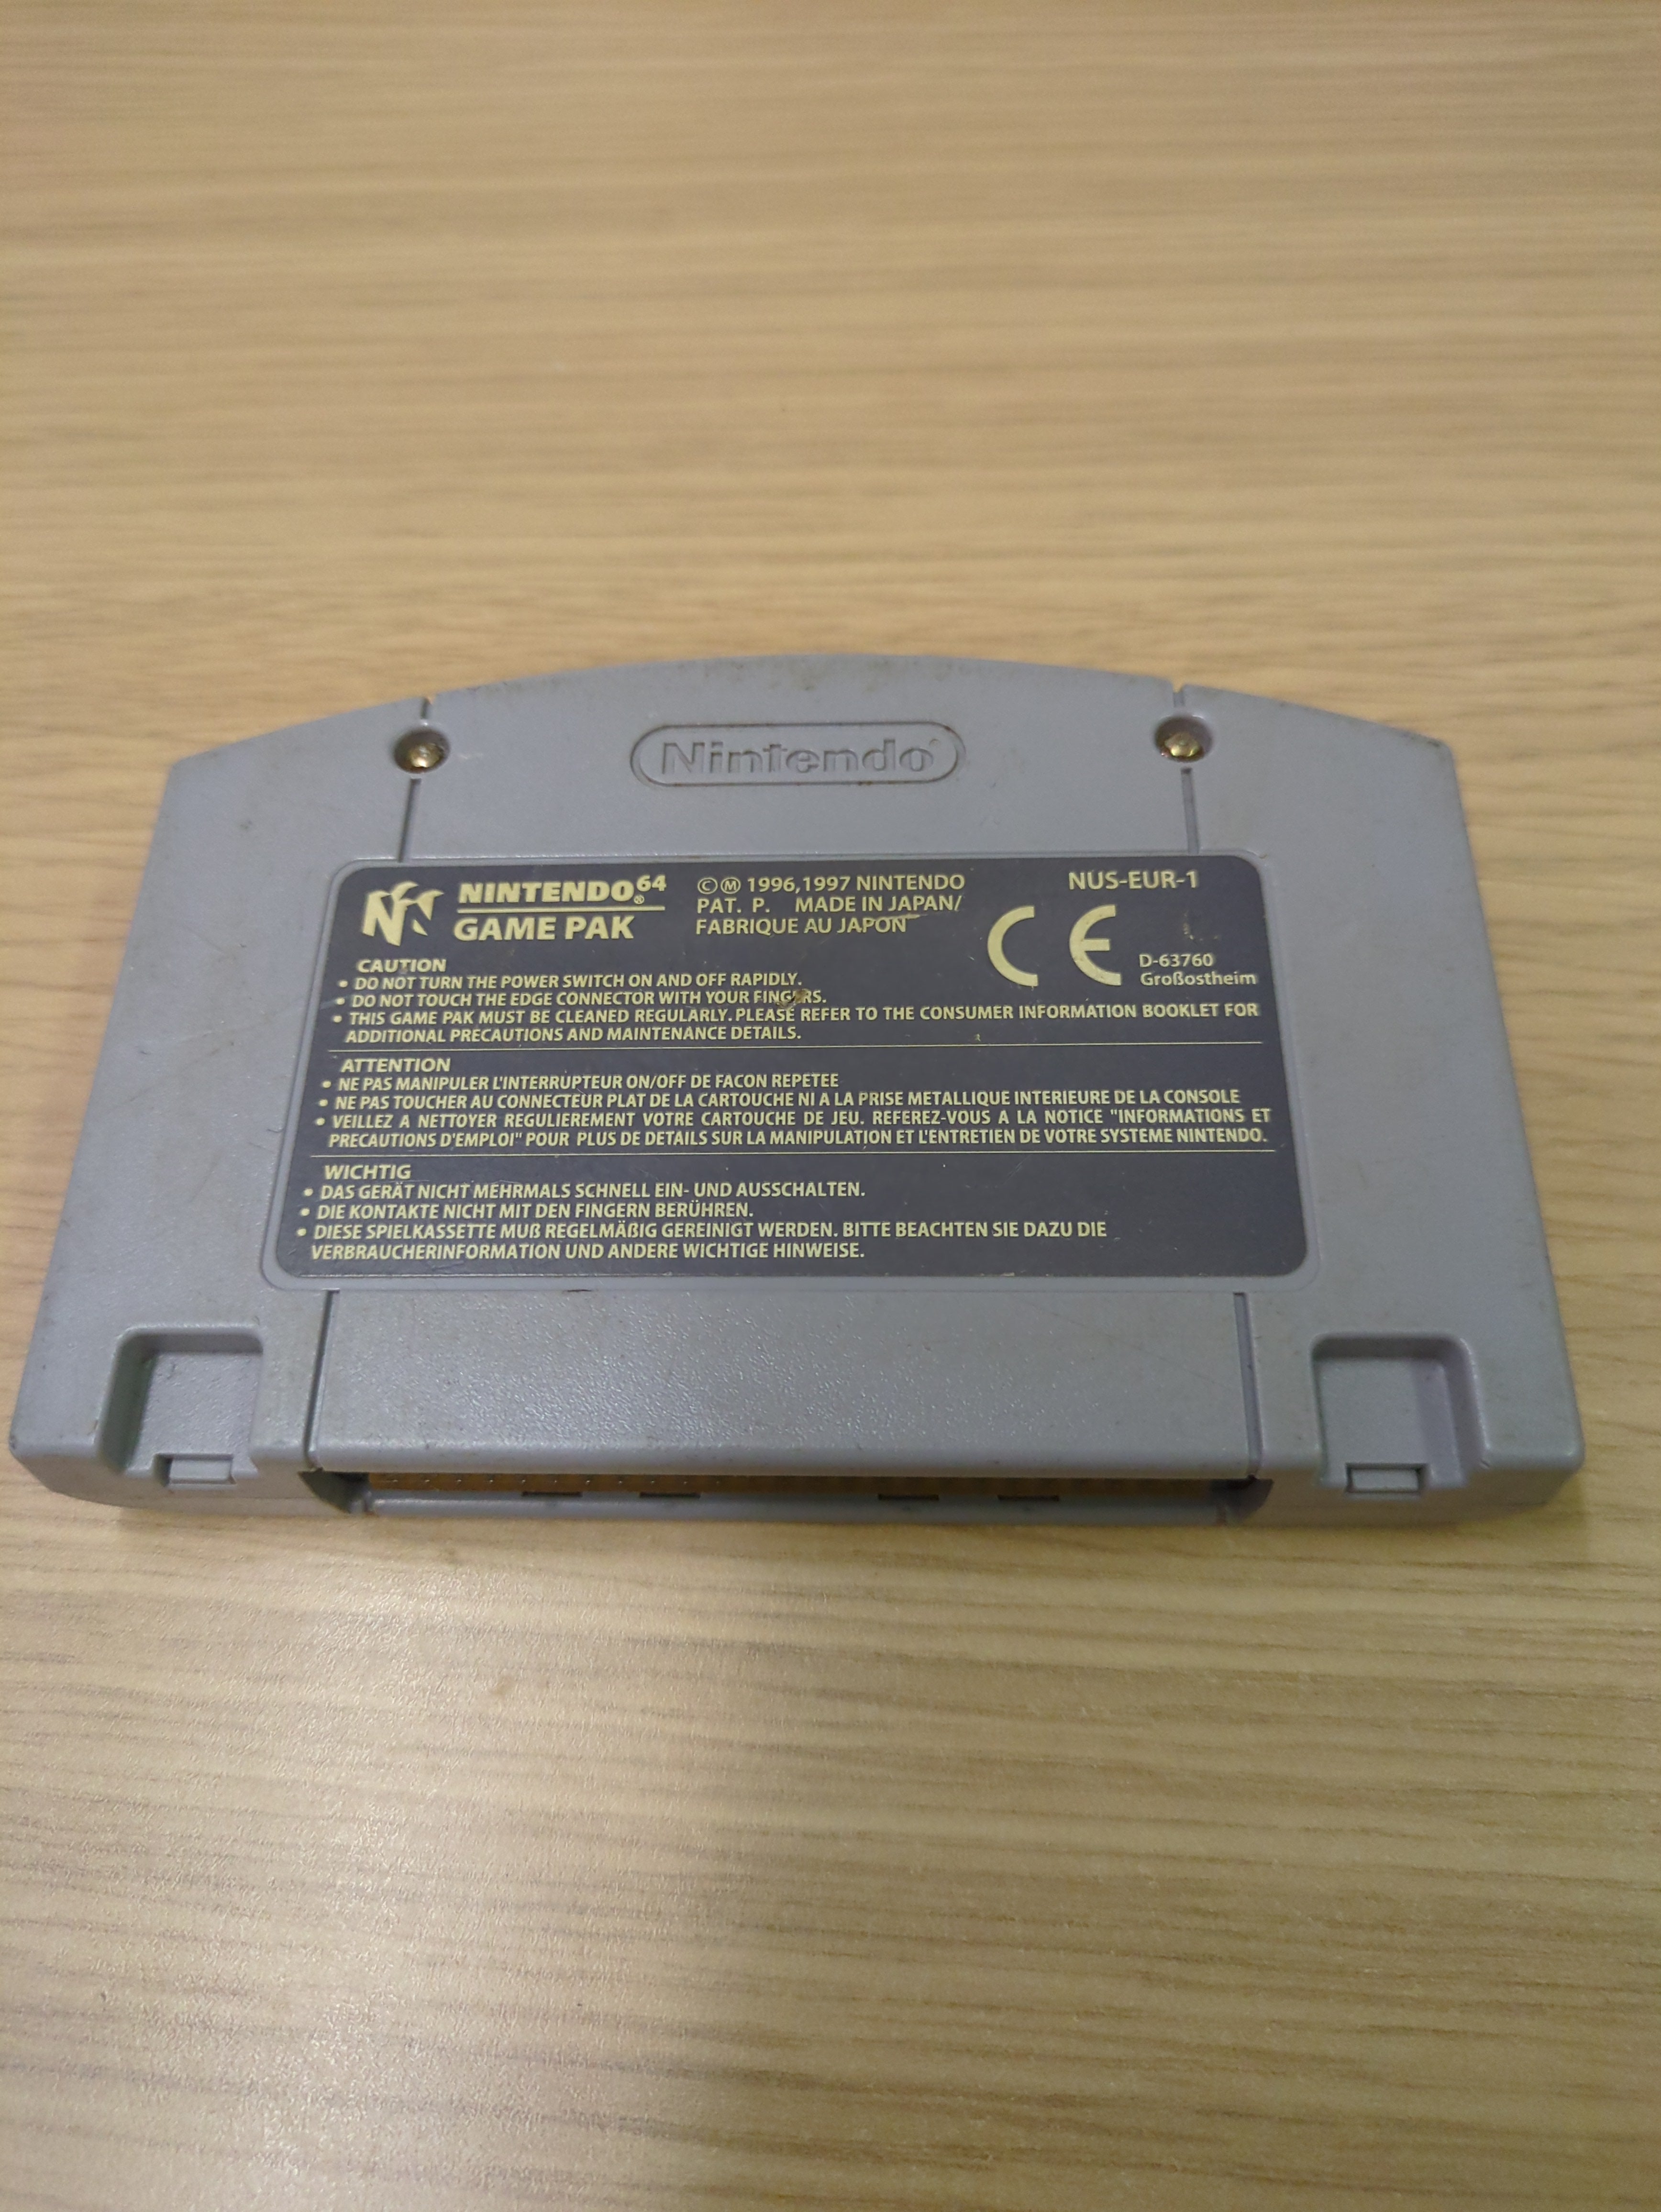 Nintendo®
NINTENDO64®
GAME PAK
©Ⓜ 1996,1997 NINTENDO
PAT. P. MADE IN JAPAN/
FABRIQUE AU JAPON
NUS-EUR-1
CE
D-63760
Großostheim
CAUTION
• DO NOT TURN THE POWER SWITCH ON AND OFF RAPIDLY.
• DO NOT TOUCH THE EDGE CONNECTOR WITH YOUR FINGERS.
• THIS GAME PAK MUST BE CLEANED REGULARLY. PLEASE REFER TO THE CONSUMER INFORMATION BOOKLET FOR
ADDITIONAL PRECAUTIONS AND MAINTENANCE DETAILS.
ATTENTION
• NE PAS MANIPULER L'INTERRUPTEUR ON/OFF DE FACON REPETEE
• NE PAS TOUCHER AU CONNECTEUR PLAT DE LA CARTOUCHE NI A LA PRISE METALLIQUE INTERIEURE DE LA CONSOLE
• VEILLEZ A NETTOYER REGULIEREMENT VOTRE CARTOUCHE DE JEU. REFEREZ-VOUS A LA NOTICE "INFORMATIONS ET
PRECAUTIONS D'EMPLOI" POUR PLUS DE DETAILS SUR LA MANIPULATION ET L'ENTRETIEN DE VOTRE SYSTEME NINTENDO.
WICHTIG
• DAS GERÄT NICHT MEHRMALS SCHNELL EIN- UND AUSSCHALTEN.
• DIE KONTAKTE NICHT MIT DEN FINGERN BERÜHREN.
• DIESE SPIELKASSETTE MUß REGELMÄßIG GEREINIGT WERDEN. BITTE BEACHTEN SIE DAZU DIE
VERBRAUCHERINFORMATION UND ANDERE WICHTIGE HINWEISE.